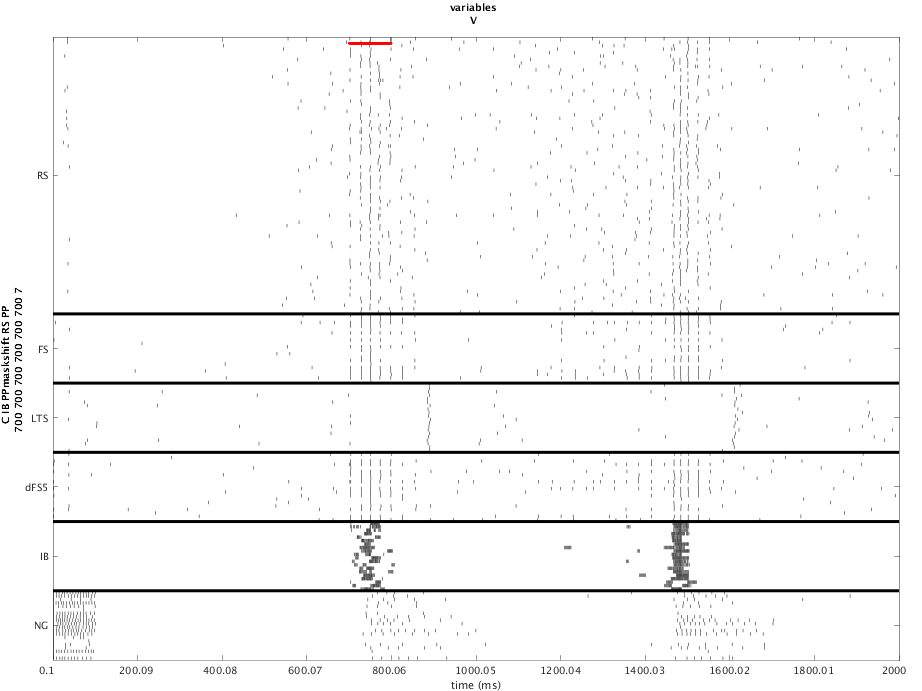 variables
V
C IB PPmaskshift RS PP
700 700 700 700 700 700 7
RS
FS
LTS
dFS5
IB
NG
0.1 200.09 400.08 600.07 800.06 1000.05 1200.04 1400.03 1600.02 1800.01 2000
time (ms)